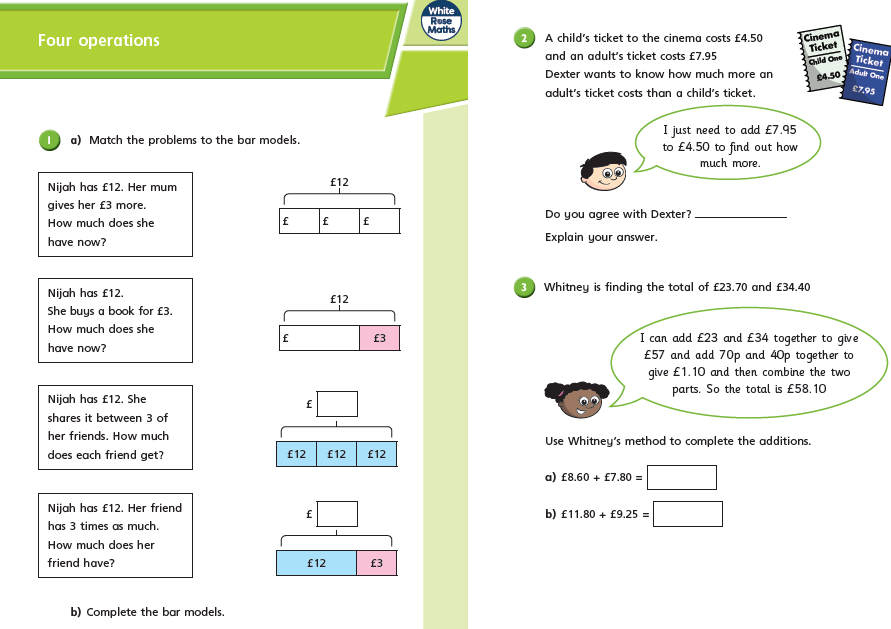 Four operations
White
Rose
Maths
1 a) Match the problems to the bar models.
Nijah has £12. Her mum
gives her £3 more.
How much does she
have now?
£12
£ £ £
Nijah has £12.
She buys a book for £3.
How much does she
have now?
£12
£ £3
Nijah has £12. She
shares it between 3 of
her friends. How much
does each friend get?
£
£12 £12 £12
Nijah has £12. Her friend
has 3 times as much.
How much does her
friend have?
£
£12 £3
b) Complete the bar models.
2 A child's ticket to the cinema costs £4.50
and an adult's ticket costs £7.95
Dexter wants to know how much more an
adult's ticket costs than a child's ticket.
Cinema
Ticket
Child One
£4.50
Cinema
Ticket
Adult One
£7.95
I just need to add £7.95
to £4.50 to find out how
much more.
Do you agree with Dexter?
Explain your answer.
3 Whitney is finding the total of £23.70 and £34.40
I can add £23 and £34 together to give
£57 and add 70p and 40p together to
give £1.10 and then combine the two
parts. So the total is £58.10
Use Whitney's method to complete the additions.
a) £8.60 + £7.80 =
b) £11.80 + £9.25 =